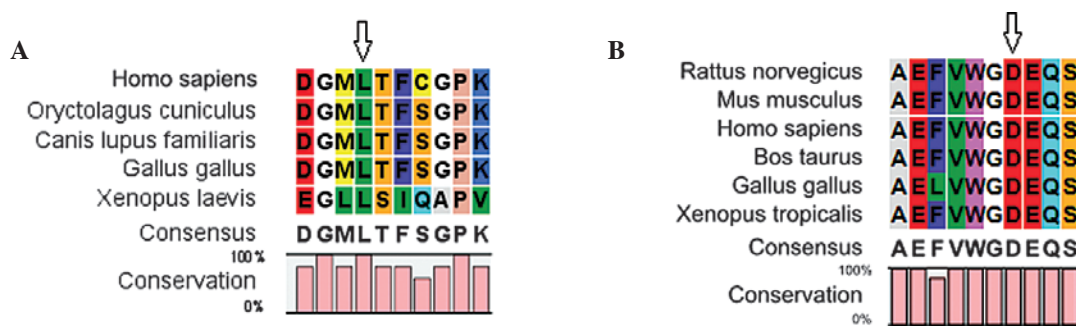 A
Homo sapiens DGMLTFCGPK
Oryctolagus cuniculus DGMLTFSGPK
Canis lupus familiaris DGMLTFSGPK
Gallus gallus DGMLTFSGPK
Xenopus laevis EGLLSIQAPV
Consensus DGMLTFSGPK
100%
Conservation
0%
B
Rattus norvegicus AEFVWGDEQS
Mus musculus AEFVWGDEQS
Homo sapiens AEFVWGDEQS
Bos taurus AEFVWGDEQS
Gallus gallus AELVWGDEQS
Xenopus tropicalis AEFVWGDEQS
Consensus AEFVWGDEQS
100%
Conservation
0%